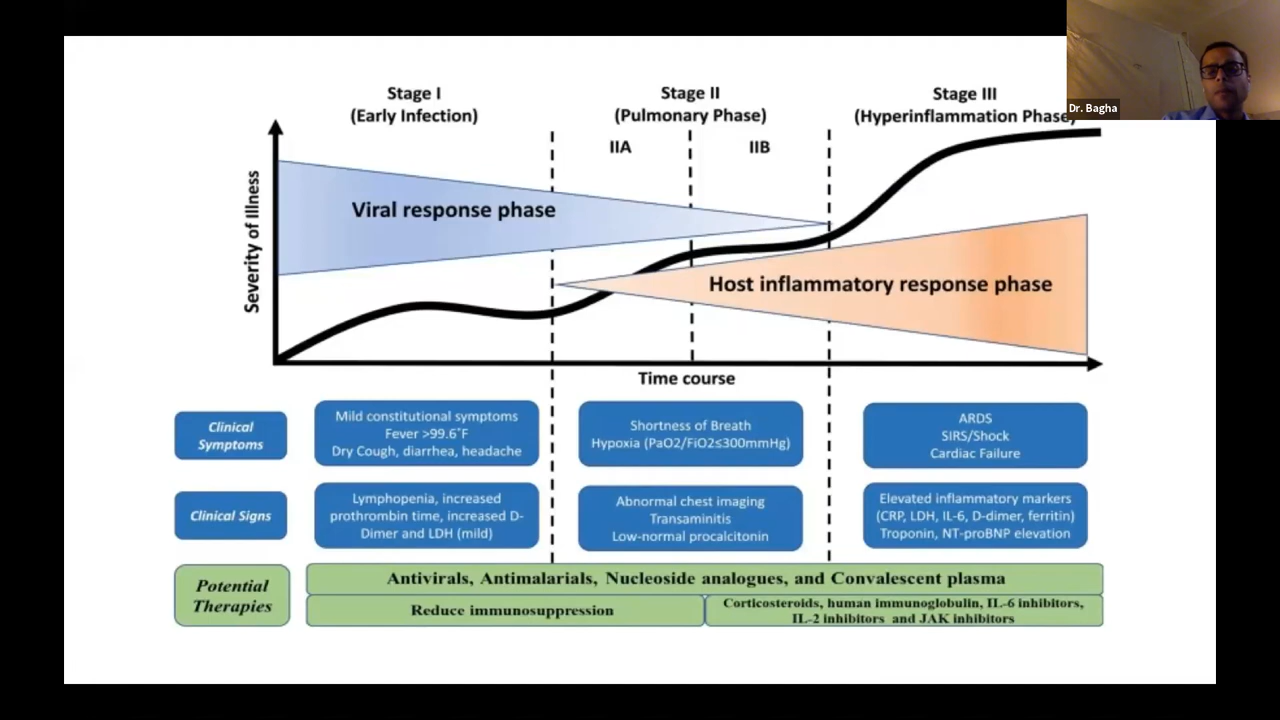 Dr. Bagha
Stage I
(Early Infection)
Stage II
(Pulmonary Phase)
Stage III
(Hyperinflammation Phase)
IIA
IIB
Severity of Illness
Viral response phase
Host inflammatory response phase
Time course
Clinical
Symptoms
Mild constitutional symptoms
Fever >99.6°F
Dry Cough, diarrhea, headache
Shortness of Breath
Hypoxia (PaO2/FiO2≤300mmHg)
ARDS
SIRS/Shock
Cardiac Failure
Clinical Signs
Lymphopenia, increased
prothrombin time, increased D-
Dimer and LDH (mild)
Abnormal chest imaging
Transaminitis
Low-normal procalcitonin
Elevated inflammatory markers
(CRP, LDH, IL-6, D-dimer, ferritin)
Troponin, NT-proBNP elevation
Potential
Therapies
Antivirals, Antimalarials, Nucleoside analogues, and Convalescent plasma
Reduce immunosuppression
Corticosteroids, human immunoglobulin, IL-6 inhibitors,
IL-2 inhibitors and JAK inhibitors